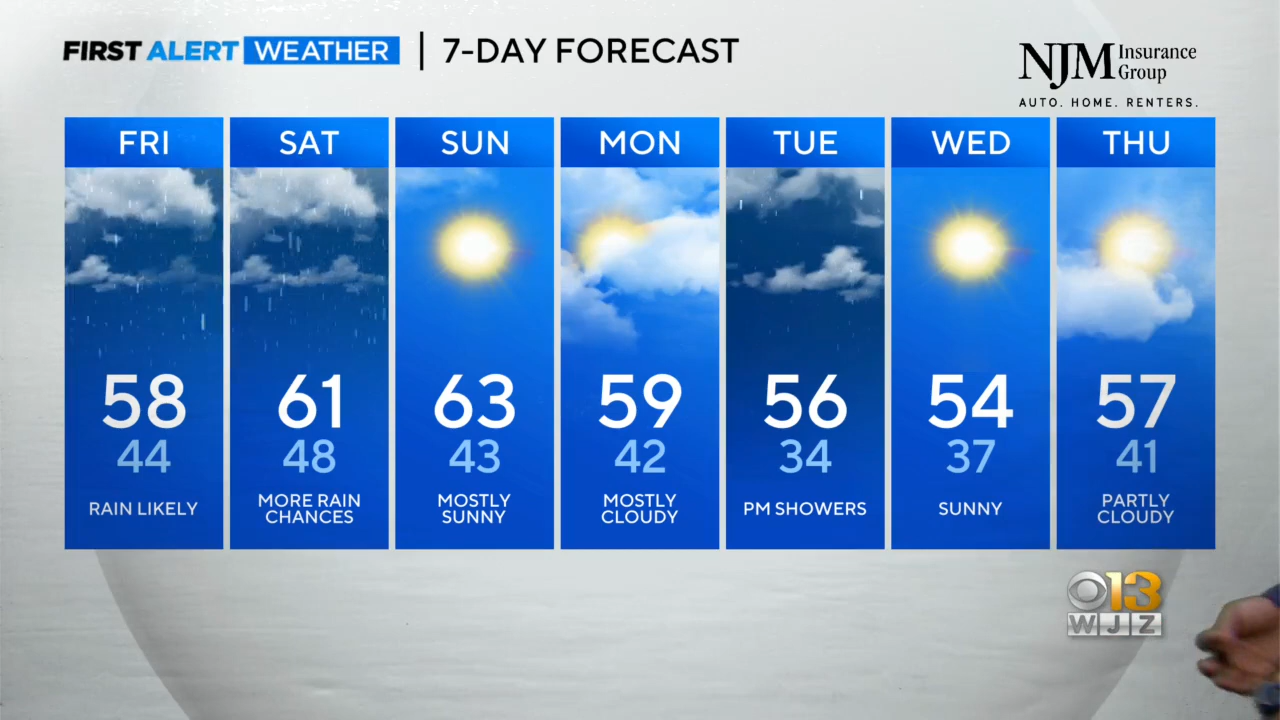 FIRST ALERT WEATHER | 7-DAY FORECAST
NJM Insurance Group
AUTO. HOME. RENTERS.
FRI
58
44
RAIN LIKELY
SAT
61
48
MORE RAIN
CHANCES
SUN
63
43
MOSTLY
SUNNY
MON
59
42
MOSTLY
CLOUDY
TUE
56
34
PM SHOWERS
WED
54
37
SUNNY
THU
57
41
PARTLY
CLOUDY
13
WJZ